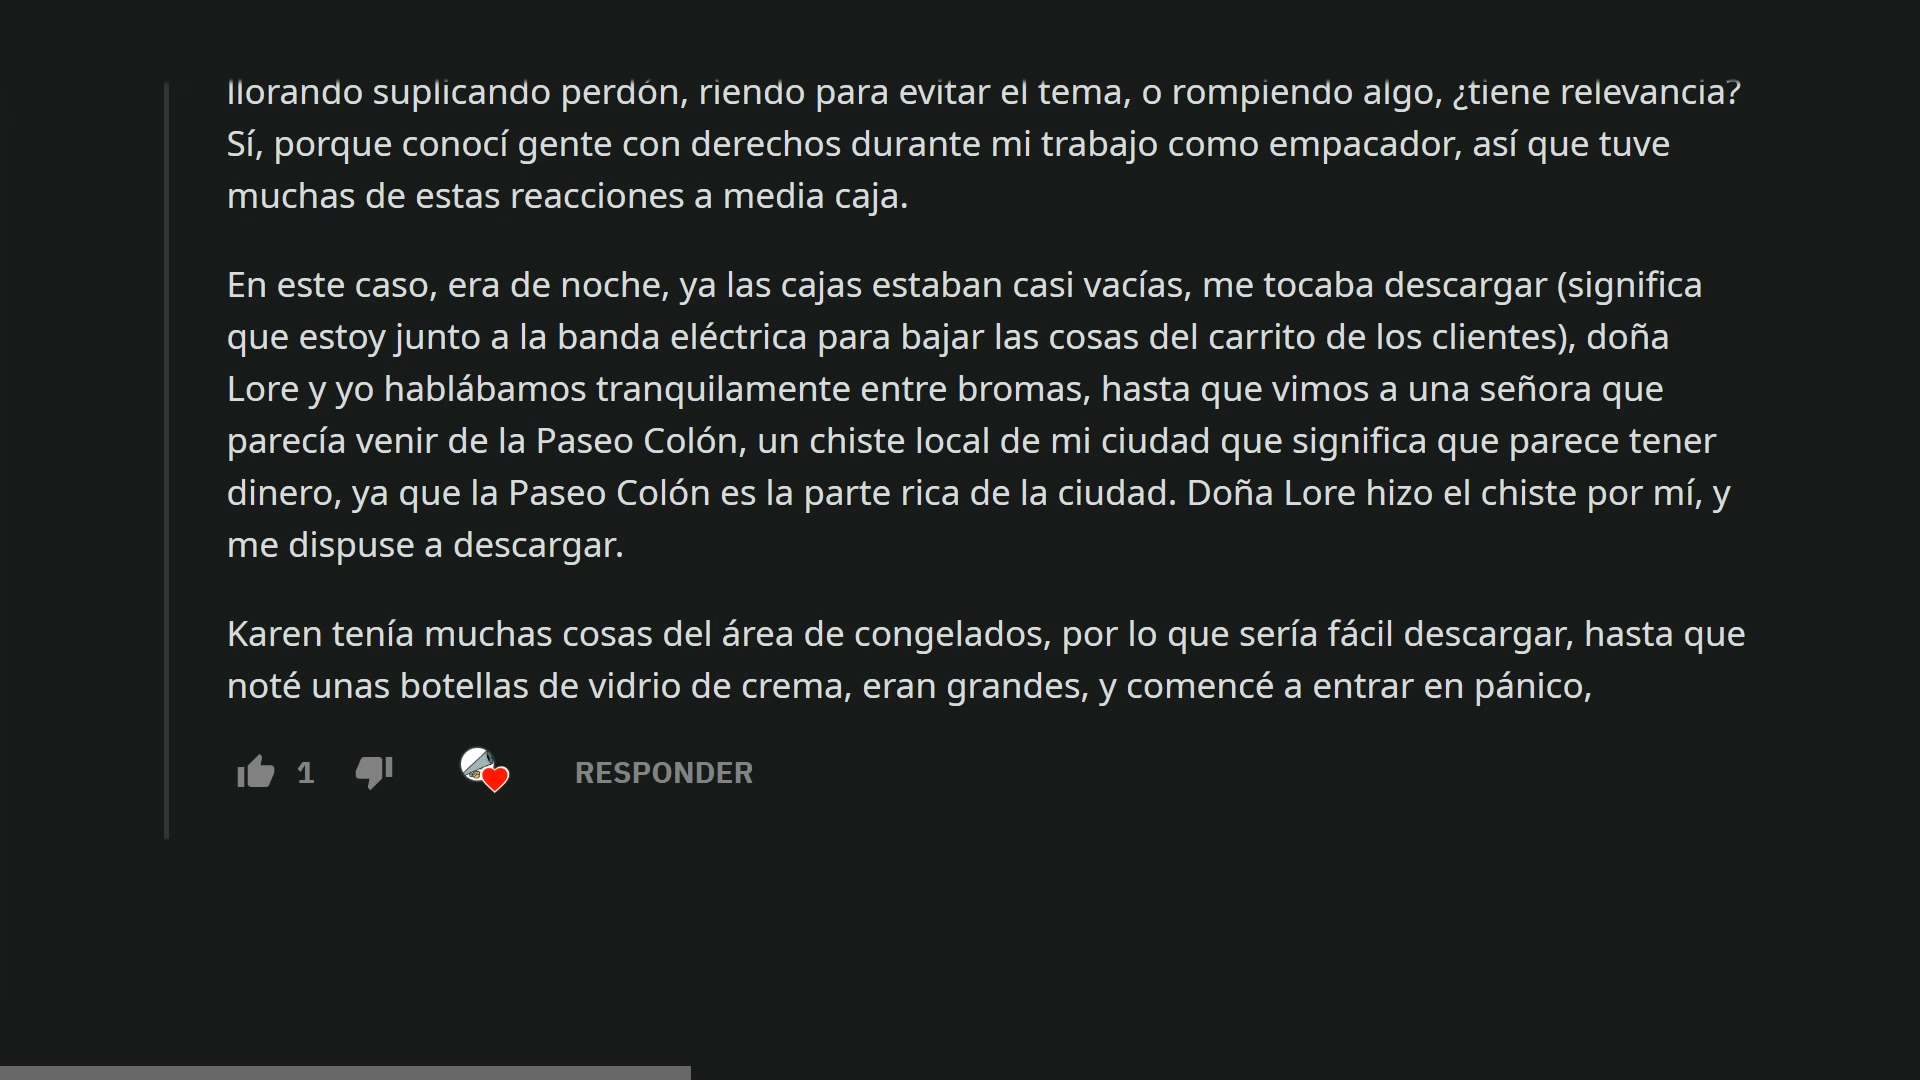 llorando suplicando perdón, riendo para evitar el tema, o rompiendo algo, ¿tiene relevancia?
Sí, porque conocí gente con derechos durante mi trabajo como empacador, así que tuve
muchas de estas reacciones a media caja.
En este caso, era de noche, ya las cajas estaban casi vacías, me tocaba descargar (significa
que estoy junto a la banda eléctrica para bajar las cosas del carrito de los clientes), doña
Lore y yo hablábamos tranquilamente entre bromas, hasta que vimos a una señora que
parecía venir de la Paseo Colón, un chiste local de mi ciudad que significa que parece tener
dinero, ya que la Paseo Colón es la parte rica de la ciudad. Doña Lore hizo el chiste por mí, y
me dispuse a descargar.
Karen tenía muchas cosas del área de congelados, por lo que sería fácil descargar, hasta que
noté unas botellas de vidrio de crema, eran grandes, y comencé a entrar en pánico,
1 RESPONDER